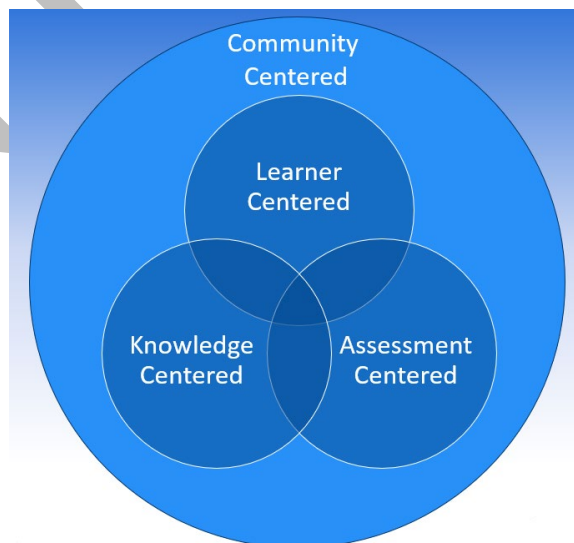 Community
Centered
Learner
Centered
Knowledge
Centered
Assessment
Centered